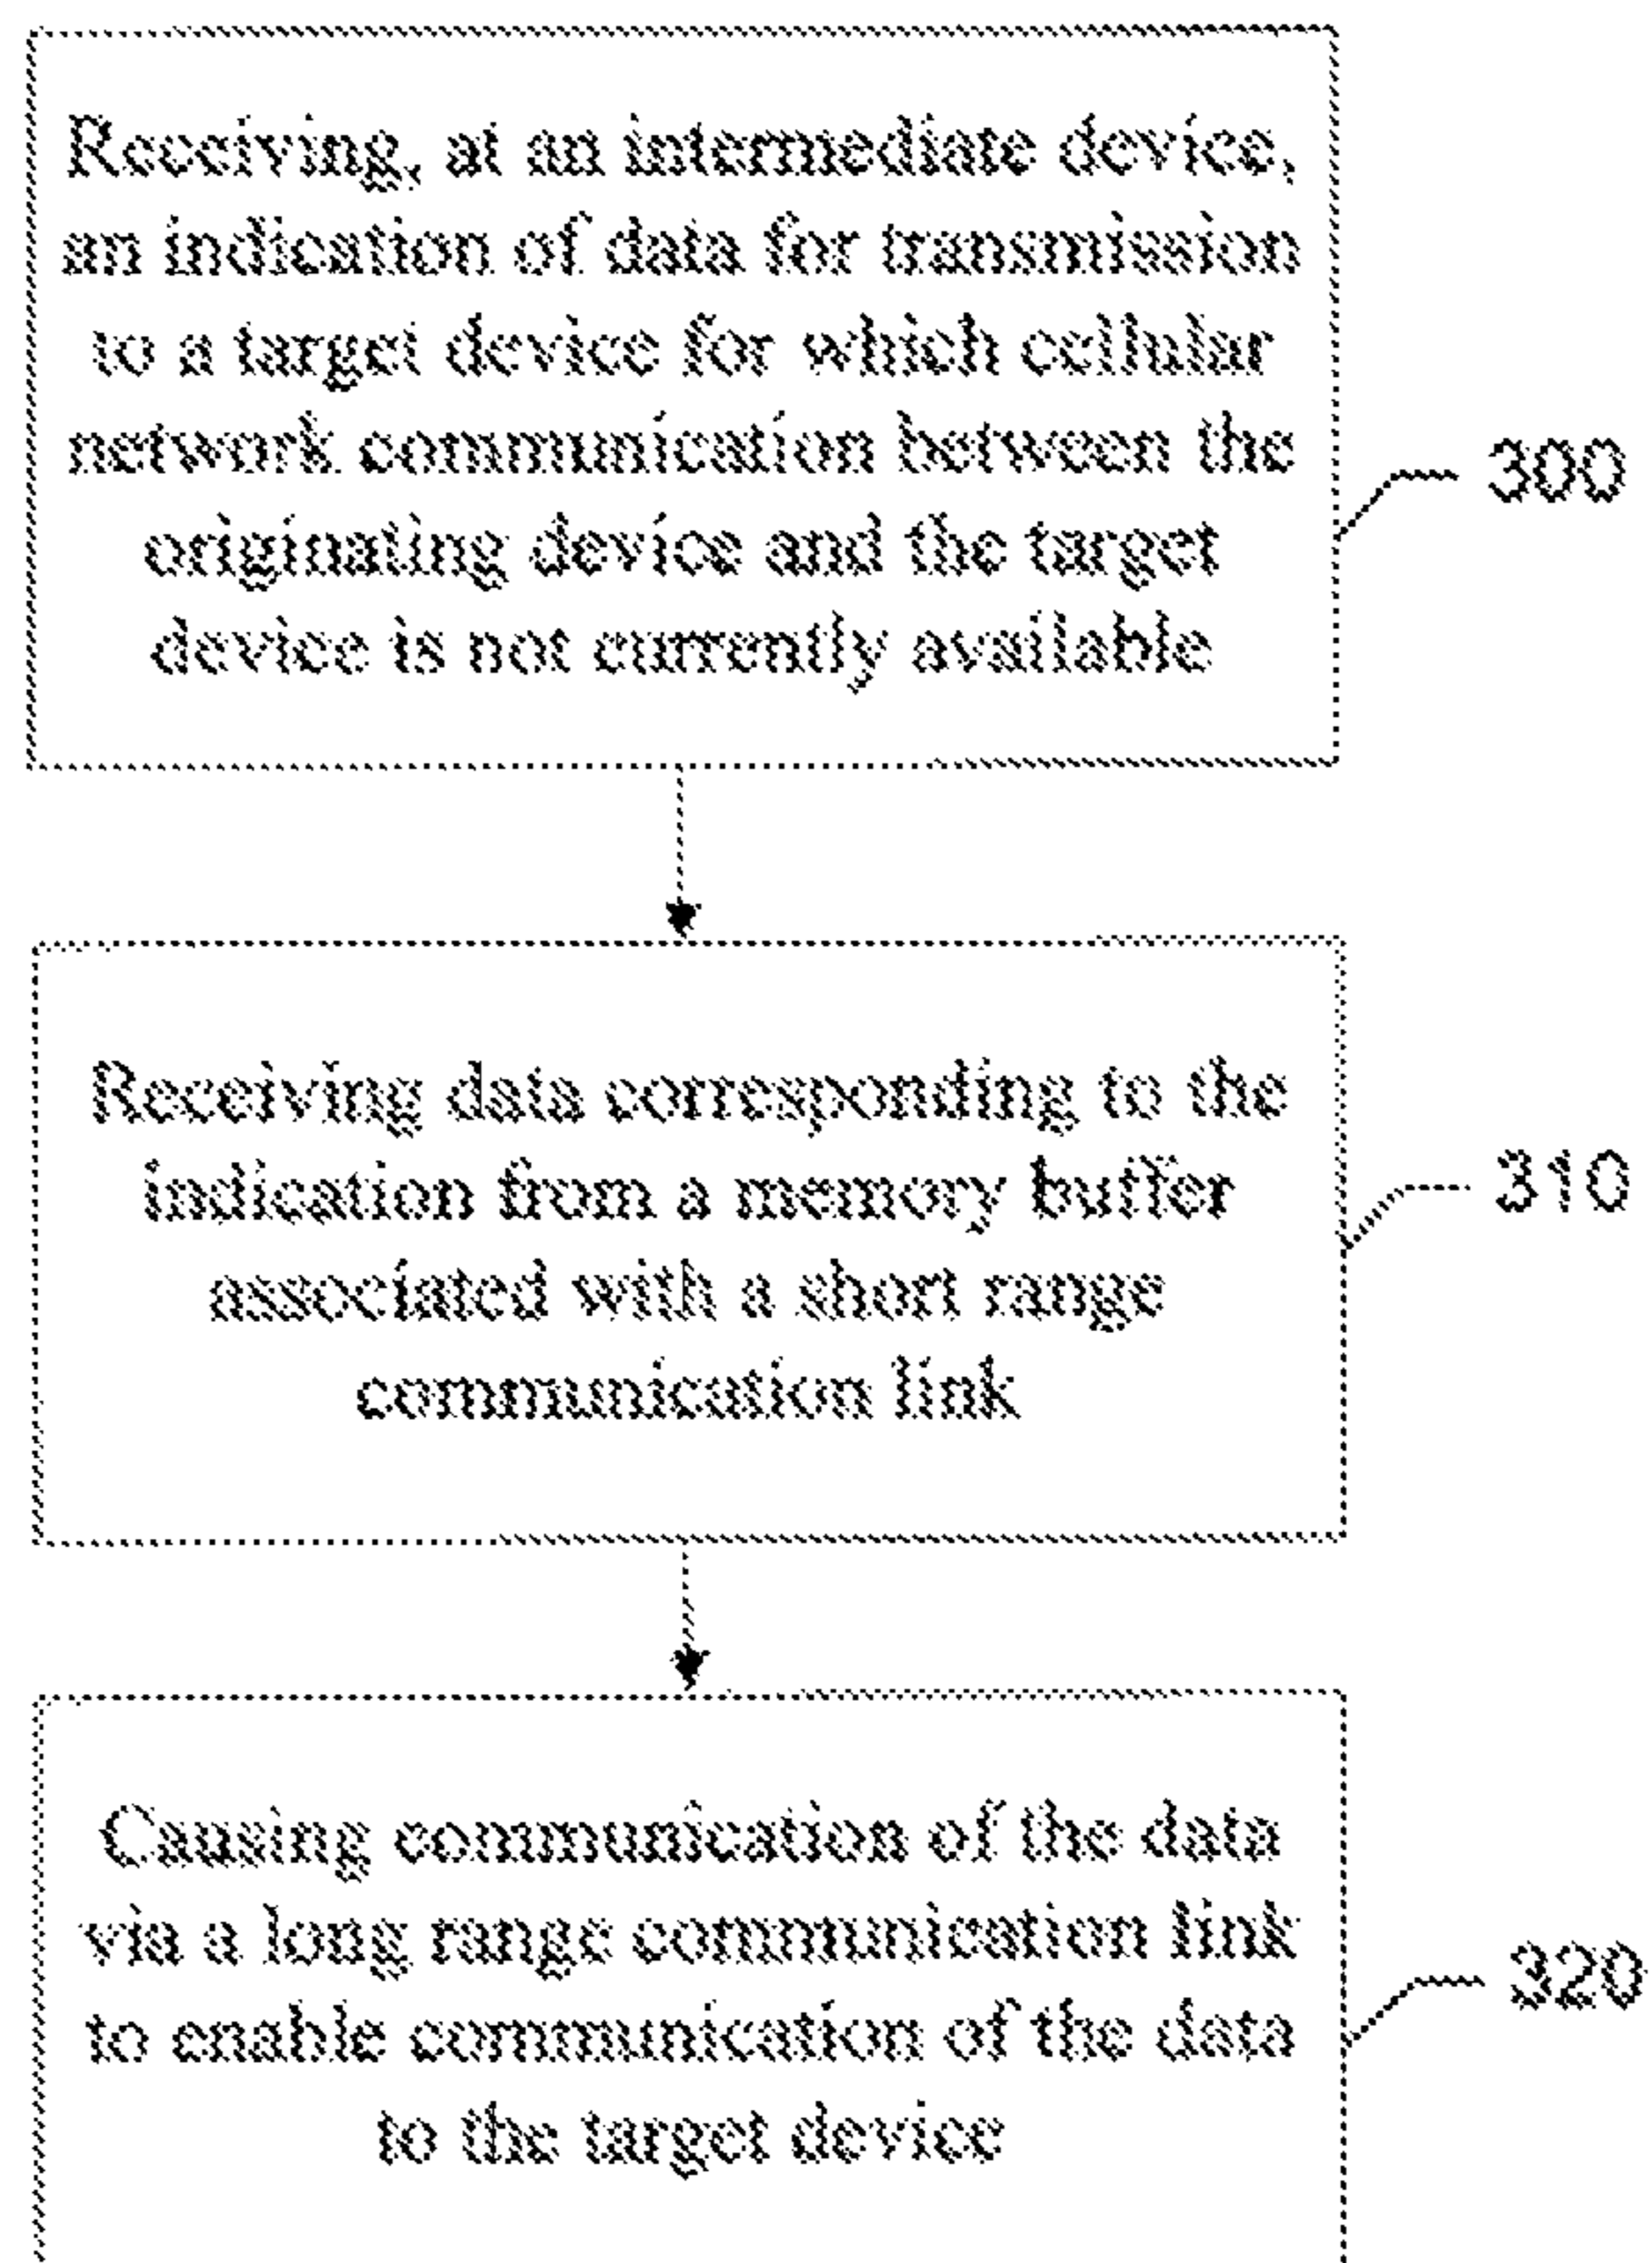 Receiving, at an intermediate device,
an indication of data for transmission
to a target device for which cellular
network communication between the
originating device and the target
device is not currently available
300
Receiving data corresponding to the
indication from a memory buffer
associated with a short range
communication link
310
Causing communication of the data
via a long range communication link
to enable communication of the data
to the target device
320